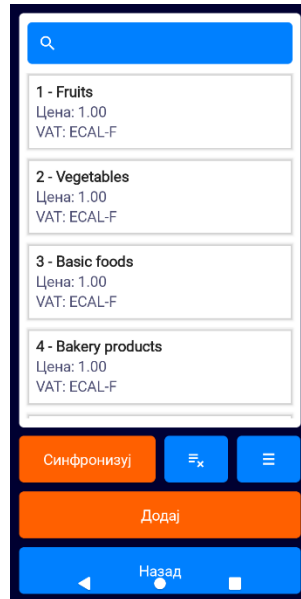 1 - Fruits
Цена: 1.00
VAT: ECAL-F
2 - Vegetables
Цена: 1.00
VAT: ECAL-F
3 - Basic foods
Цена: 1.00
VAT: ECAL-F
4 - Bakery products
Цена: 1.00
VAT: ECAL-F
Синфронизуј
Додај
Назад